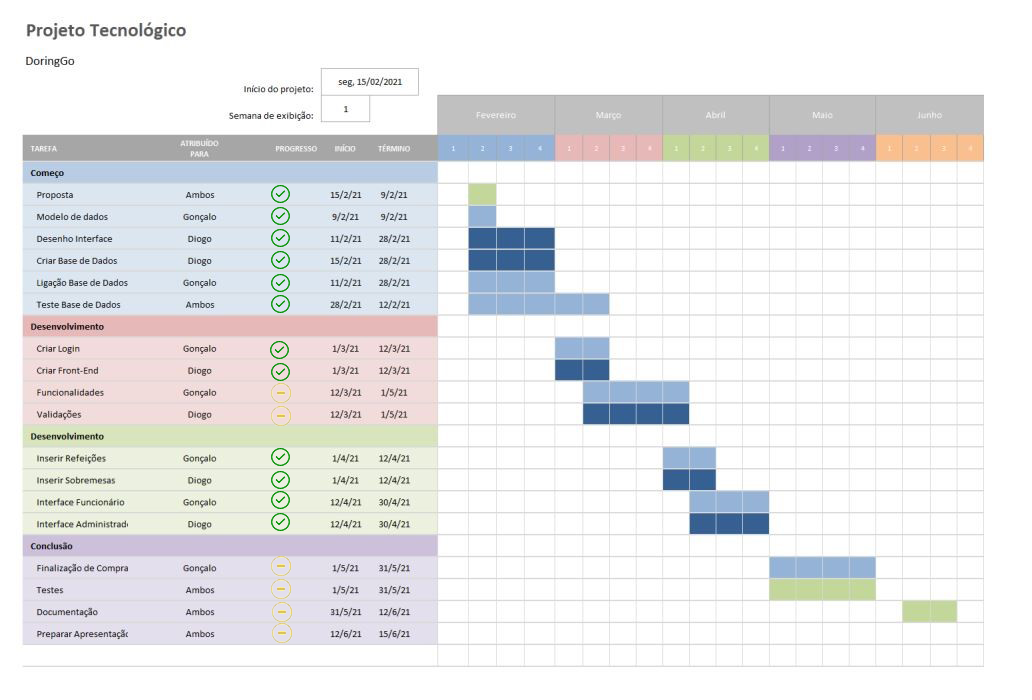 Projeto Tecnológico
DoringGo
Início do projeto: seg, 15/02/2021
Semana de exibição: 1
Fevereiro Março Abril Maio Junho
TAREFA ATRIBUÍDO PARA PROGRESSO INÍCIO TÉRMINO 1 2 3 4 1 2 3 4 1 2 3 4 1 2 3 4 1 2 3 4
Começo
Proposta Ambos 15/2/21 9/2/21
Modelo de dados Gonçalo 9/2/21 9/2/21
Desenho Interface Diogo 11/2/21 28/2/21
Criar Base de Dados Diogo 15/2/21 28/2/21
Ligação Base de Dados Gonçalo 11/2/21 28/2/21
Teste Base de Dados Ambos 28/2/21 12/2/21
Desenvolvimento
Criar Login Gonçalo 1/3/21 12/3/21
Criar Front-End Diogo 1/3/21 12/3/21
Funcionalidades Gonçalo 12/3/21 1/5/21
Validações Diogo 12/3/21 1/5/21
Desenvolvimento
Inserir Refeições Gonçalo 1/4/21 12/4/21
Inserir Sobremesas Diogo 1/4/21 12/4/21
Interface Funcionário Gonçalo 12/4/21 30/4/21
Interface Administrad Diogo 12/4/21 30/4/21
Conclusão
Finalização de Compra Gonçalo 1/5/21 31/5/21
Testes Ambos 1/5/21 31/5/21
Documentação Ambos 31/5/21 12/6/21
Preparar Apresentaçã Ambos 12/6/21 15/6/21